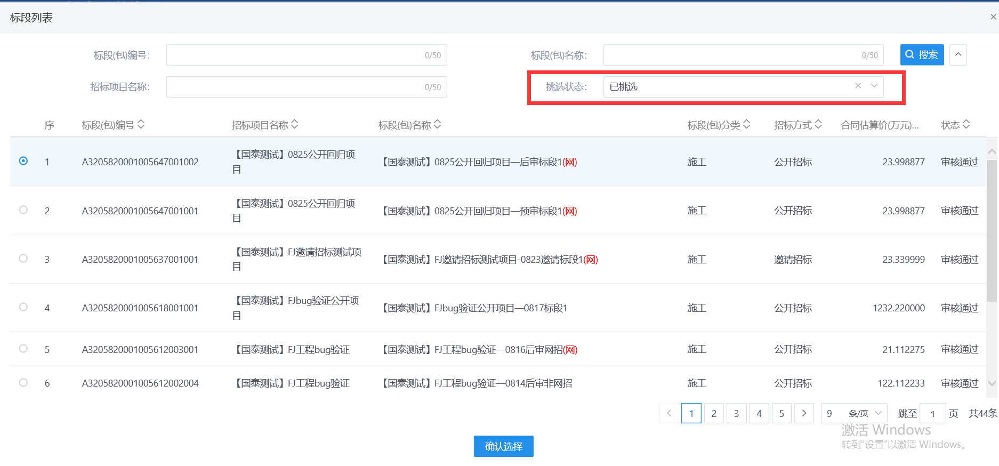 标段列表
标段(包)编号:
0/50
标段(包)名称:
0/50
搜索
招标项目名称:
0/50
挑选状态:
已挑选
序 标段(包)编号 招标项目名称 标段(包)名称 标段(包)分类 招标方式 合同估算价(万元)... 状态
1 A3205820001005647001002 【国泰测试】0825公开回归项目 【国泰测试】0825公开回归项目—后审标段1(网) 施工 公开招标 23.998877 审核通过
2 A3205820001005647001001 【国泰测试】0825公开回归项目 【国泰测试】0825公开回归项目—预审标段1(网) 施工 公开招标 23.998877 审核通过
3 A3205820001005637001001 【国泰测试】FJ邀请招标测试项目 【国泰测试】FJ邀请招标测试项目-0823邀请标段1(网) 施工 邀请招标 23.339999 审核通过
4 A3205820001005618001001 【国泰测试】FJbug验证公开项目 【国泰测试】FJbug验证公开项目—0817标段1 施工 公开招标 1232.220000 审核通过
5 A3205820001005612003001 【国泰测试】FJ工程bug验证 【国泰测试】FJ工程bug验证—0816后审网招(网) 施工 公开招标 21.112275 审核通过
6 A3205820001005612002004 【国泰测试】FJ工程bug验证 【国泰测试】FJ工程bug验证—0814后审非网招 施工 公开招标 122.112233 审核通过
1 2 3 4 5 9 条/页 跳至 1 页 共44条
激活 Windows
转到"设置"以激活 Windows。
确认选择